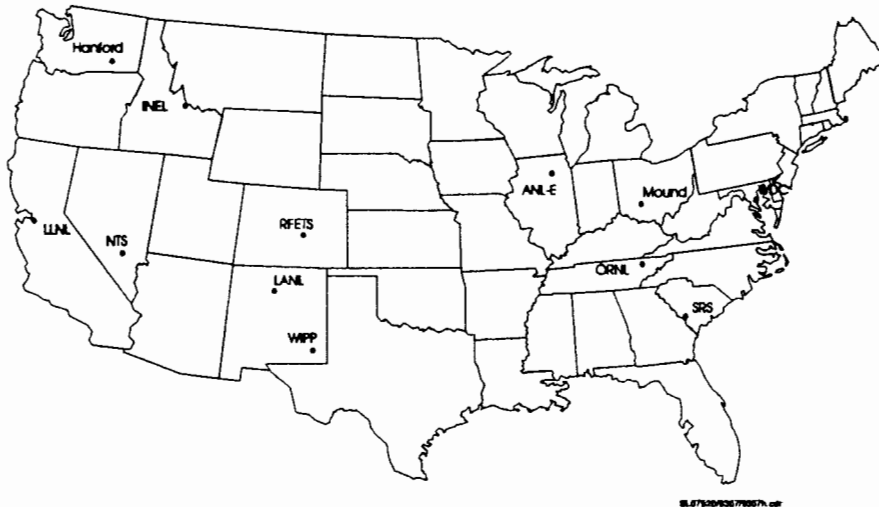 Hanford
INEL
ANL-E
Mound
DC
LLNL
NTS
RFETS
ORNL
LANL
SRS
WIPP